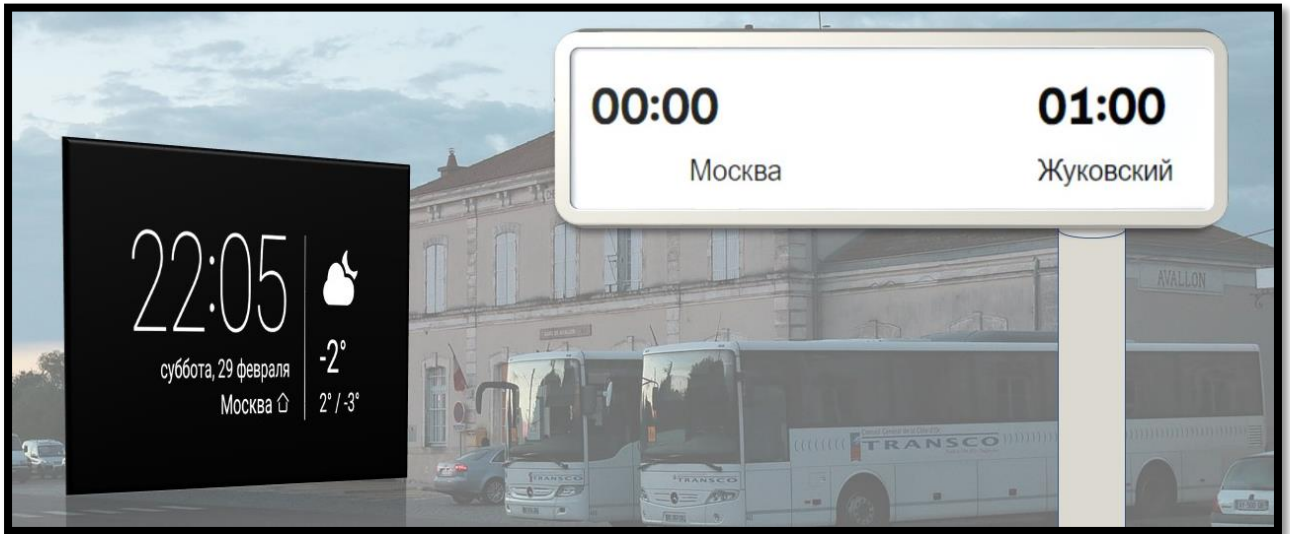 00:00 01:00
Москва Жуковский
22:05
суббота, 29 февраля
Москва
-2°
2° / -3°
AVALLON
TRANSCO
TRANSCO
TRANSCO